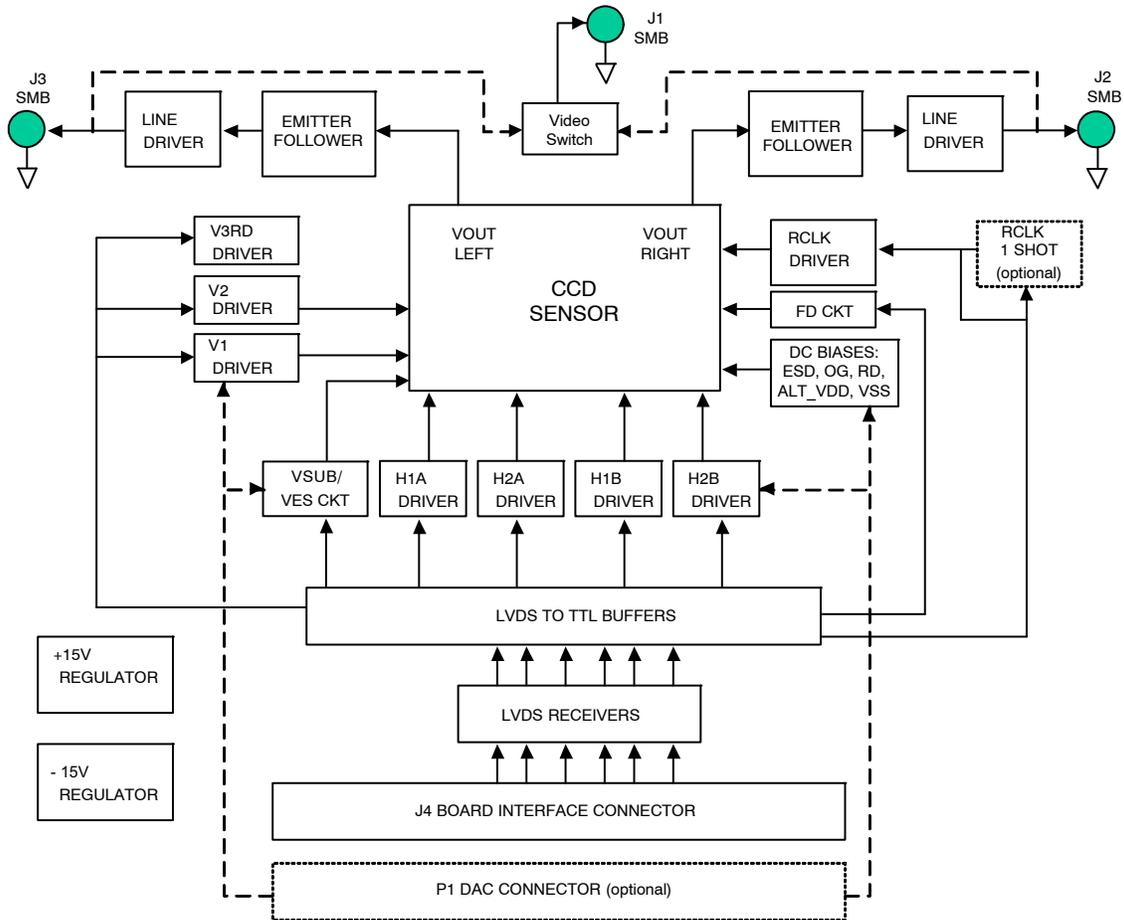 J1
SMB
J3
SMB
J2
SMB
LINE
DRIVER
EMITTER
FOLLOWER
Video
Switch
EMITTER
FOLLOWER
LINE
DRIVER
V3RD
DRIVER
V2
DRIVER
V1
DRIVER
VOUT
LEFT
VOUT
RIGHT
CCD
SENSOR
RCLK
DRIVER
RCLK
1 SHOT
(optional)
FD CKT
DC BIASES:
ESD, OG, RD,
ALT_VDD, VSS
VSUB/
VES CKT
H1A
DRIVER
H2A
DRIVER
H1B
DRIVER
H2B
DRIVER
LVDS TO TTL BUFFERS
+15V
REGULATOR
LVDS RECEIVERS
- 15V
REGULATOR
J4 BOARD INTERFACE CONNECTOR
P1 DAC CONNECTOR (optional)